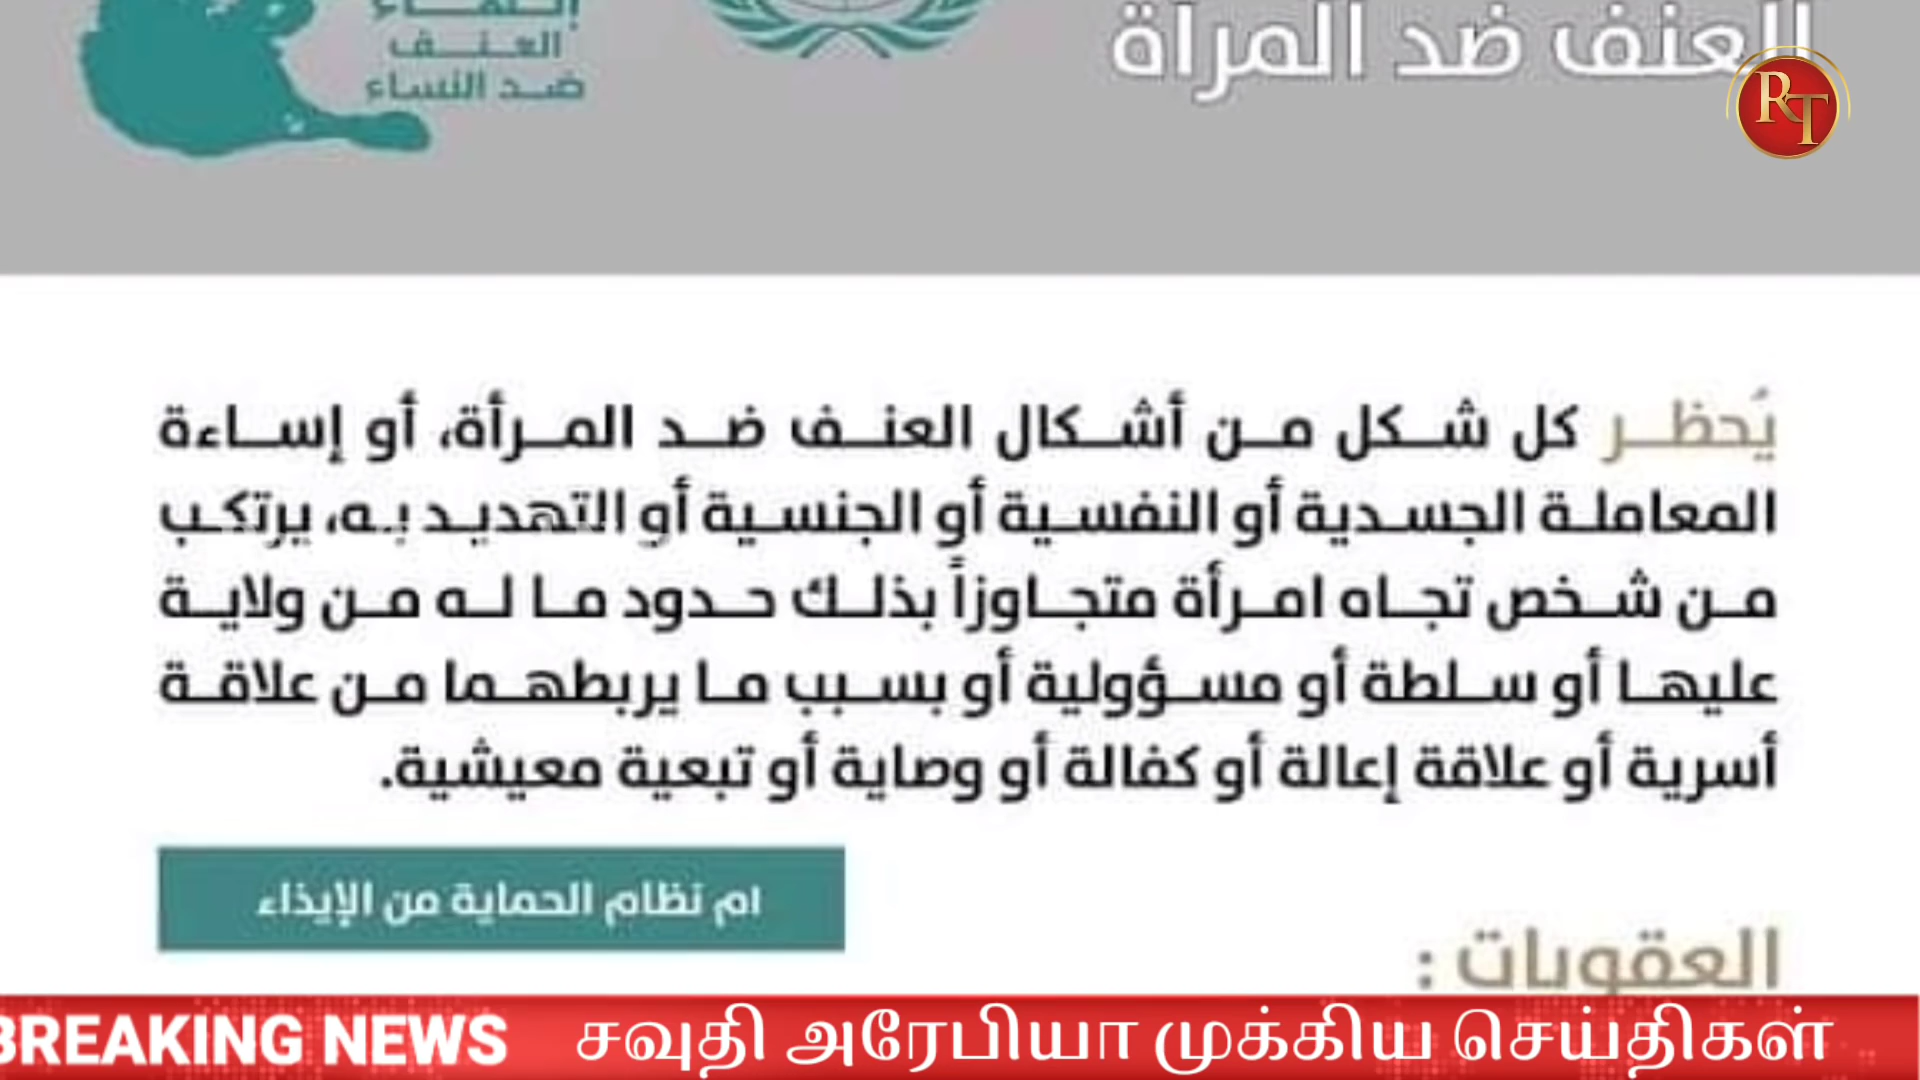 العنف ضد المرأة
العنف
ضد النساء
RT
يُحظر كل شكل من أشكال العنف ضد المرأة، أو إساءة
المعاملة الجسدية أو النفسية أو الجنسية أو التهديد به، يرتكب
من شخص تجاه امرأة متجاوزاً بذلك حدود ما له من ولاية
عليها أو سلطة أو مسؤولية أو بسبب ما يربطهما من علاقة
أسرية أو علاقة إعالة أو كفالة أو وصاية أو تبعية معيشية.
م١ نظام الحماية من الإيذاء
العقوبات :
BREAKING NEWS சவுதி அரேபியா முக்கிய செய்திகள்